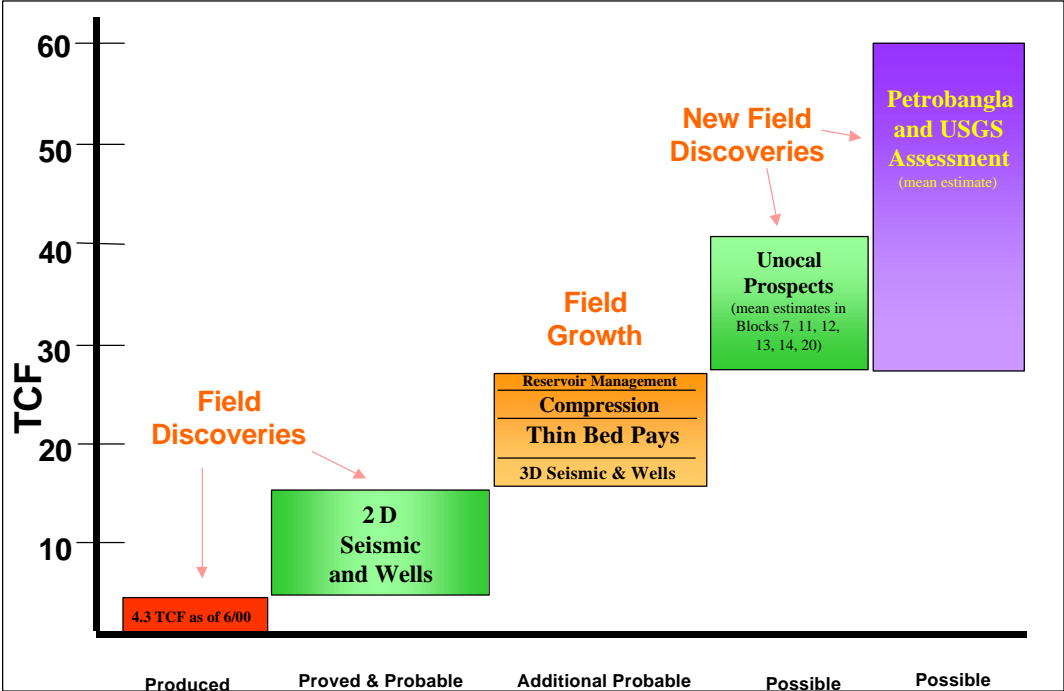 60
50
40
30
20
10
TCF
Field
Discoveries
Field
Growth
New Field
Discoveries
4.3 TCF as of 6/00
2 D
Seismic
and Wells
Reservoir Management
Compression
Thin Bed Pays
3D Seismic & Wells
Unocal
Prospects
(mean estimates in
Blocks 7, 11, 12,
13, 14, 20)
Petrobangla
and USGS
Assessment
(mean estimate)
Produced
Proved & Probable
Additional Probable
Possible
Possible